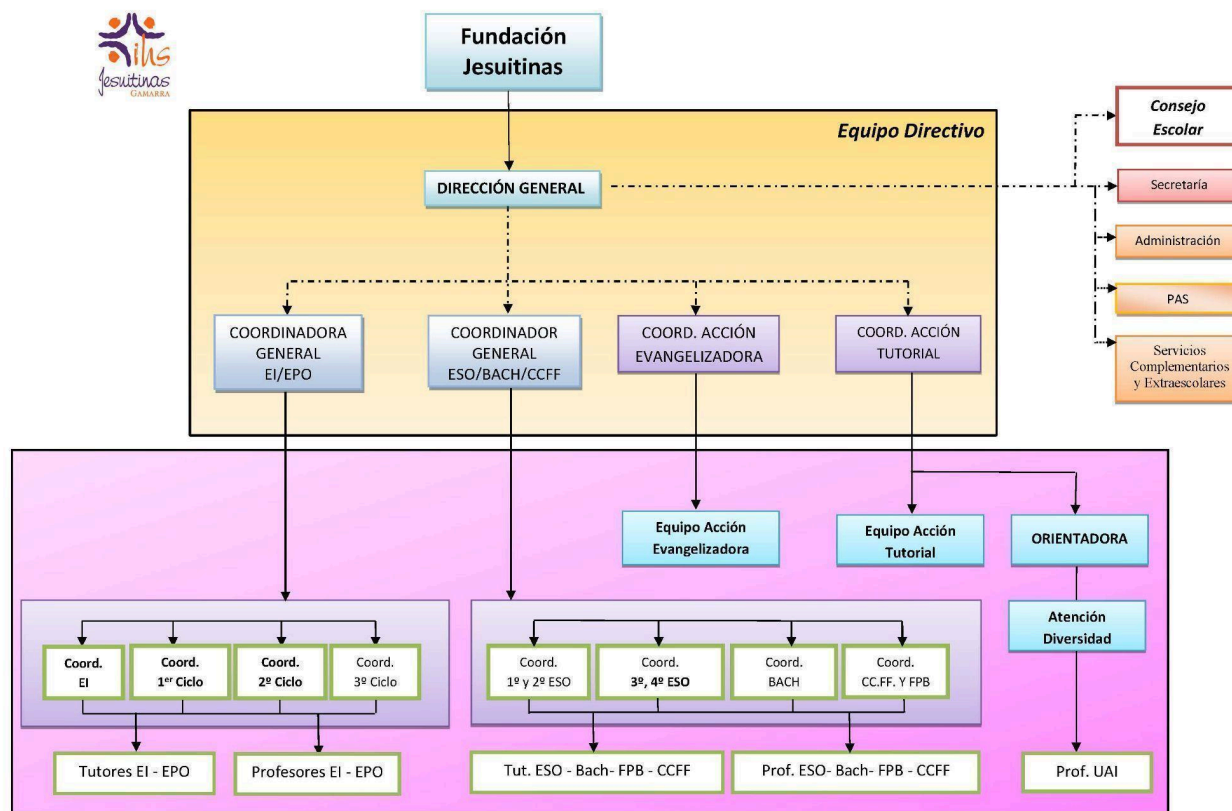 ihs
Jesuitinas
GAMARRA
Fundación
Jesuitinas
Equipo Directivo
Consejo
Escolar
DIRECCIÓN GENERAL
Secretaría
Administración
PAS
Servicios
Complementarios
y Extraescolares
COORDINADORA
GENERAL
EI/EPO
COORDINADOR
GENERAL
ESO/BACH/CCFF
COORD. ACCIÓN
EVANGELIZADORA
COORD. ACCIÓN
TUTORIAL
Equipo Acción
Evangelizadora
Equipo Acción
Tutorial
ORIENTADORA
Atención
Diversidad
Coord.
EI
Coord.
1er Ciclo
Coord.
2º Ciclo
Coord.
3º Ciclo
Coord.
1º y 2º ESO
Coord.
3º, 4º ESO
Coord.
BACH
Coord.
CC.FF. Y FPB
Tutores EI - EPO
Profesores EI - EPO
Tut. ESO - Bach- FPB - CCFF
Prof. ESO- Bach- FPB - CCFF
Prof. UAI